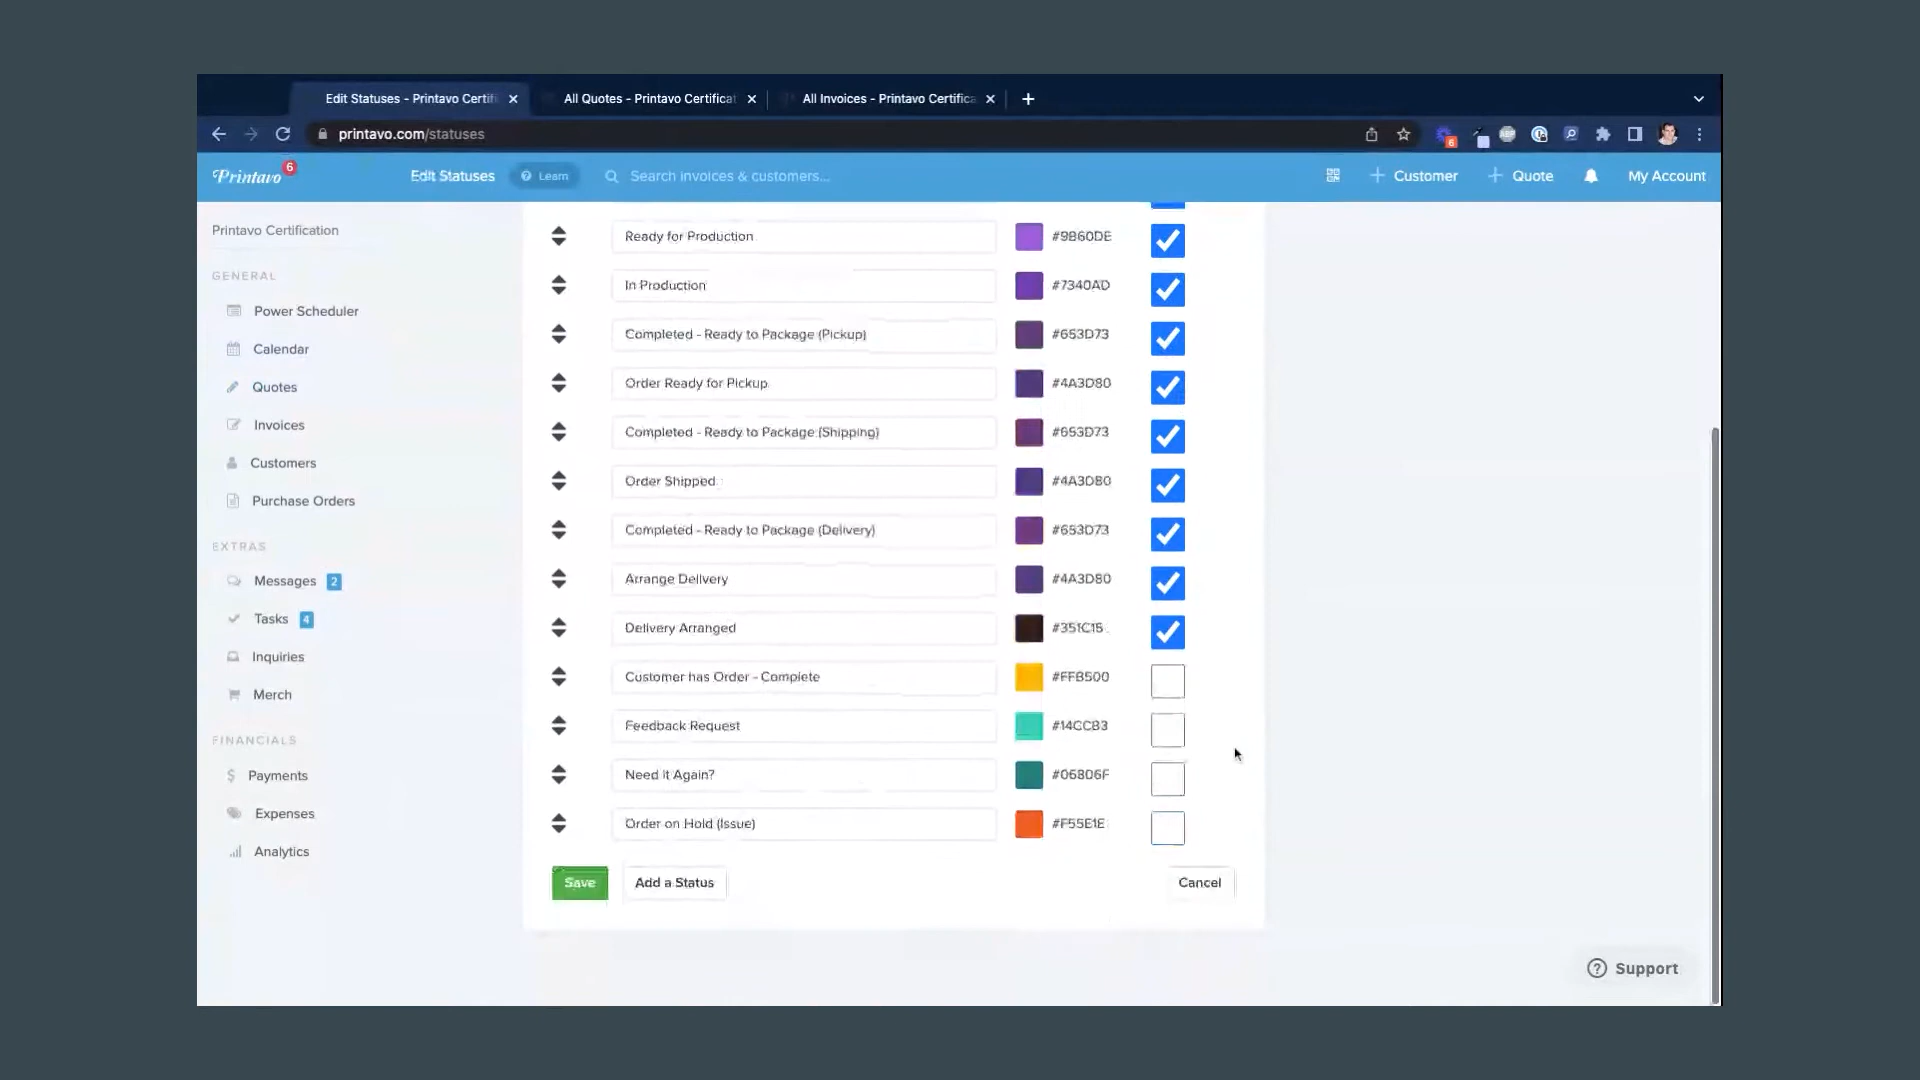 Edit Statuses - Printavo Certifi
All Quotes - Printavo Certificat
All Invoices - Printavo Certifica
printavo.com/statuses
6
Printavo 6
Edit Statuses
Learn
Search invoices & customers...
Customer
Quote
My Account
Printavo Certification
GENERAL
Power Scheduler
Calendar
Quotes
Invoices
Customers
Purchase Orders
EXTRAS
Messages 2
Tasks 4
Inquiries
Merch
FINANCIALS
Payments
Expenses
Analytics
Ready for Production #9B60DE
In Production #7340AD
Completed - Ready to Package (Pickup) #653D73
Order Ready for Pickup #4A3D80
Completed - Ready to Package (Shipping) #653D73
Order Shipped #4A3D80
Completed - Ready to Package (Delivery) #653D73
Arrange Delivery #4A3D80
Delivery Arranged #351C15
Customer has Order - Complete #FFB500
Feedback Request #14CCB3
Need it Again? #06806F
Order on Hold (Issue) #F55E1E
Save
Add a Status
Cancel
Support